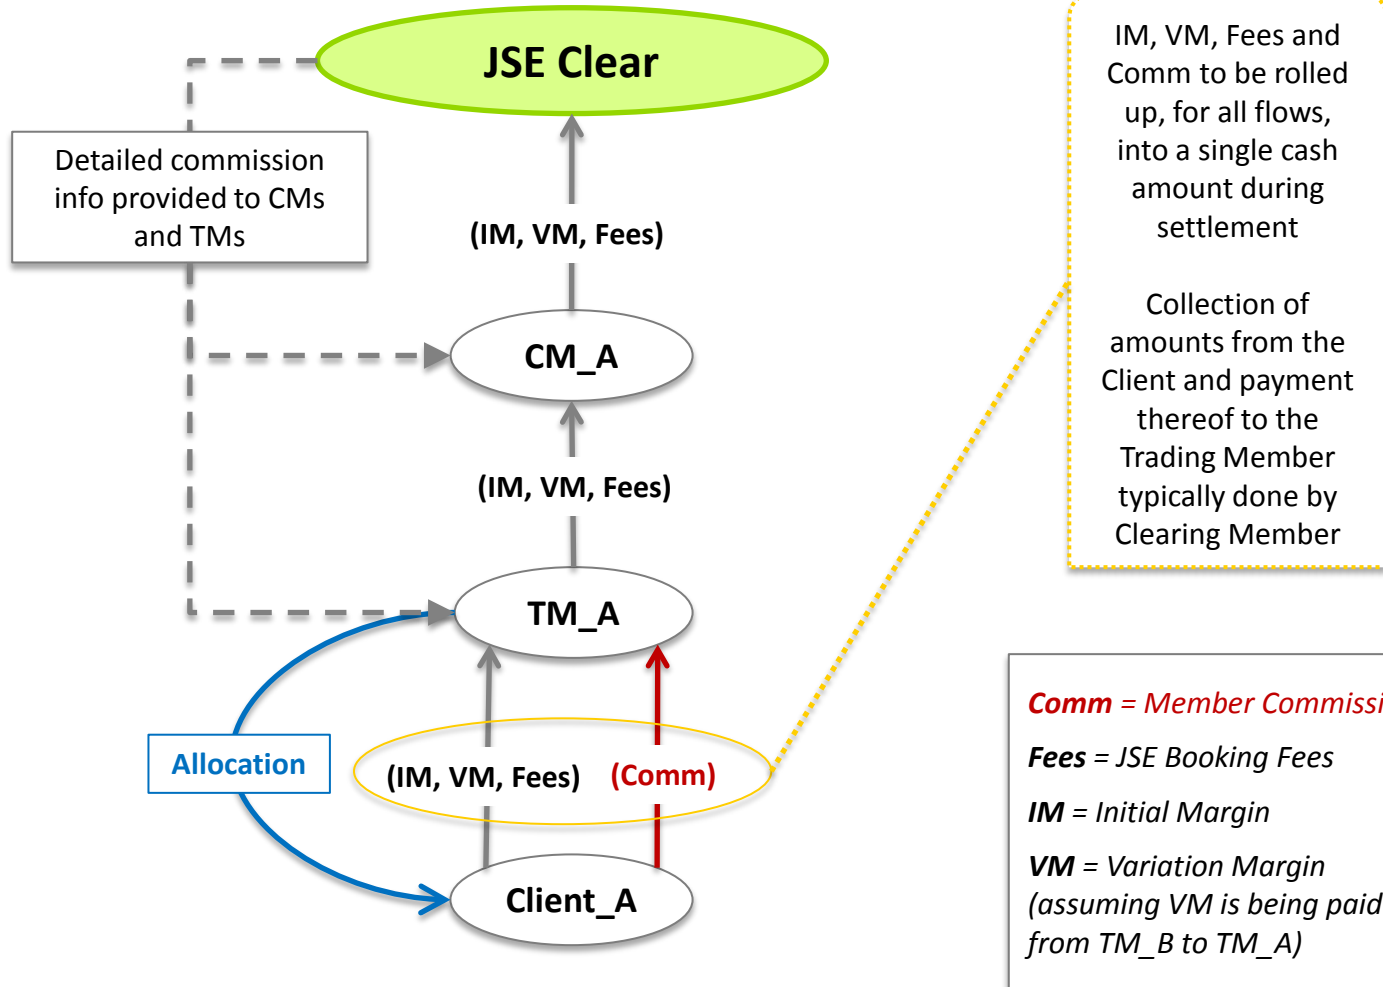 JSE Clear
Detailed commission
info provided to CMs
and TMs
(IM, VM, Fees)
CM_A
(IM, VM, Fees)
TM_A
Allocation
(IM, VM, Fees) (Comm)
Client_A
IM, VM, Fees and
Comm to be rolled
up, for all flows,
into a single cash
amount during
settlement
Collection of
amounts from the
Client and payment
thereof to the
Trading Member
typically done by
Clearing Member
Comm = Member Commissi
Fees = JSE Booking Fees
IM = Initial Margin
VM = Variation Margin
(assuming VM is being paid
from TM_B to TM_A)